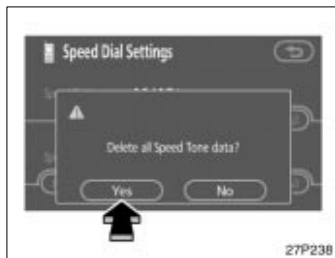 Speed Dial Settings
Delete all Speed Tone data?
Yes
No
27P238